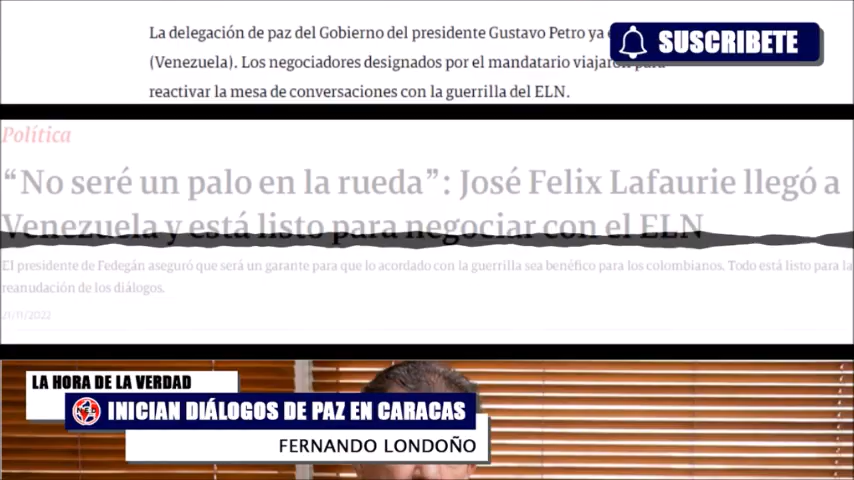 La delegación de paz del Gobierno del presidente Gustavo Petro ya
SUSCRIBETE
(Venezuela). Los negociadores designados por el mandatario viajaron para
reactivar la mesa de conversaciones con la guerrilla del ELN.
Política
“No seré un palo en la rueda”: José Felix Lafaurie llegó a
Venezuela y está listo para negociar con el ELN
El presidente de Fedegán aseguró que será un garante para que lo acordado con la guerrilla sea benéfico para los colombianos. Todo está listo para la
reanudación de los diálogos.
21/11/2022
LA HORA DE LA VERDAD
INICIAN DIÁLOGOS DE PAZ EN CARACAS
FERNANDO LONDOÑO